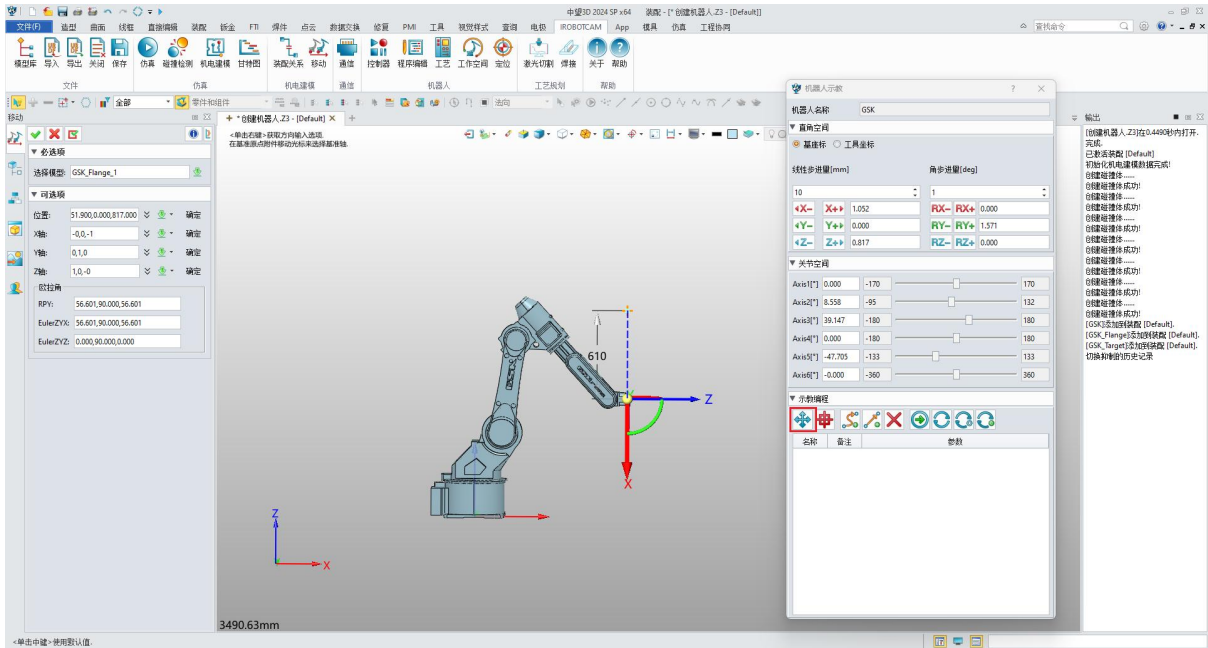 中望3D 2024 SP x64 装配 - [* 创建机器人.Z3 - [Default]]
文件(F) 造型 曲面 线框 直接编辑 装配 钣金 FTI 焊件 点云 数据交换 修复 PMI 工具 视觉样式 查询 电极 IROBOTCAM App 模具 仿真 工程协同 查找命令
模型库 导入 导出 关闭 保存 仿真 碰撞检测 机电建模 甘特图 装配关系 移动 通信 控制器 程序编辑 工艺 工作空间 定位 激光切割 焊接 关于 帮助
文件 仿真 机电建模 通信 机器人 工艺规划 帮助
全部 零件和组件 法向
移动
+ * 创建机器人.Z3 - [Default] × +
<单击右键>获取方向输入选项.
在基准原点附件移动光标来选择基准轴.
▼ 必选项
选择模型: GSK_Flange_1
▼ 可选项
位置: 51.900,0.000,817.000 确定
X轴: -0,0,-1 确定
Y轴: 0,1,0 确定
Z轴: 1,0,-0 确定
欧拉角
RPY: 56.601,90.000,56.601
EulerZYX: 56.601,90.000,56.601
EulerZYZ: 0.000,90.000,0.000
610
Z
X
Z
X
3490.63mm
<单击中键>使用默认值.
机器人示教 ? ×
机器人名称 GSK
▼ 直角空间
基座标 工具坐标
线性步进量[mm] 角步进量[deg]
10 1
X- X+ 1.052 RX- RX+ 0.000
Y- Y+ 0.000 RY- RY+ 1.571
Z- Z+ 0.817 RZ- RZ+ 0.000
▼ 关节空间
Axis1[°] 0.000 -170 170
Axis2[°] 8.558 -95 132
Axis3[°] 39.147 -180 180
Axis4[°] 0.000 -180 180
Axis5[°] -47.705 -133 133
Axis6[°] -0.000 -360 360
▼ 示教编程
名称 备注 参数
输出
[创建机器人.Z3]在0.4490秒内打开.
完成.
已激活装配 [Default]
初始化机电建模数据完成!
创建碰撞体......
创建碰撞体成功!
创建碰撞体......
创建碰撞体成功!
创建碰撞体......
创建碰撞体成功!
创建碰撞体......
创建碰撞体成功!
创建碰撞体......
创建碰撞体成功!
创建碰撞体......
创建碰撞体成功!
创建碰撞体......
创建碰撞体成功!
[GSK]添加到装配 [Default].
[GSK_Flange]添加到装配 [Default].
[GSK_Target]添加到装配 [Default].
切换抑制的历史记录